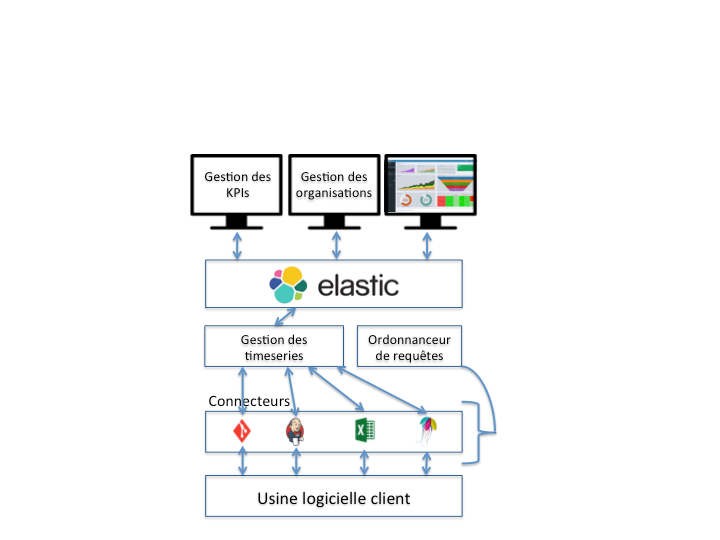 Gestion des
KPIs
Gestion des
organisations
elastic
Gestion des
timeseries
Ordonnanceur
de requêtes
Connecteurs
Usine logicielle client